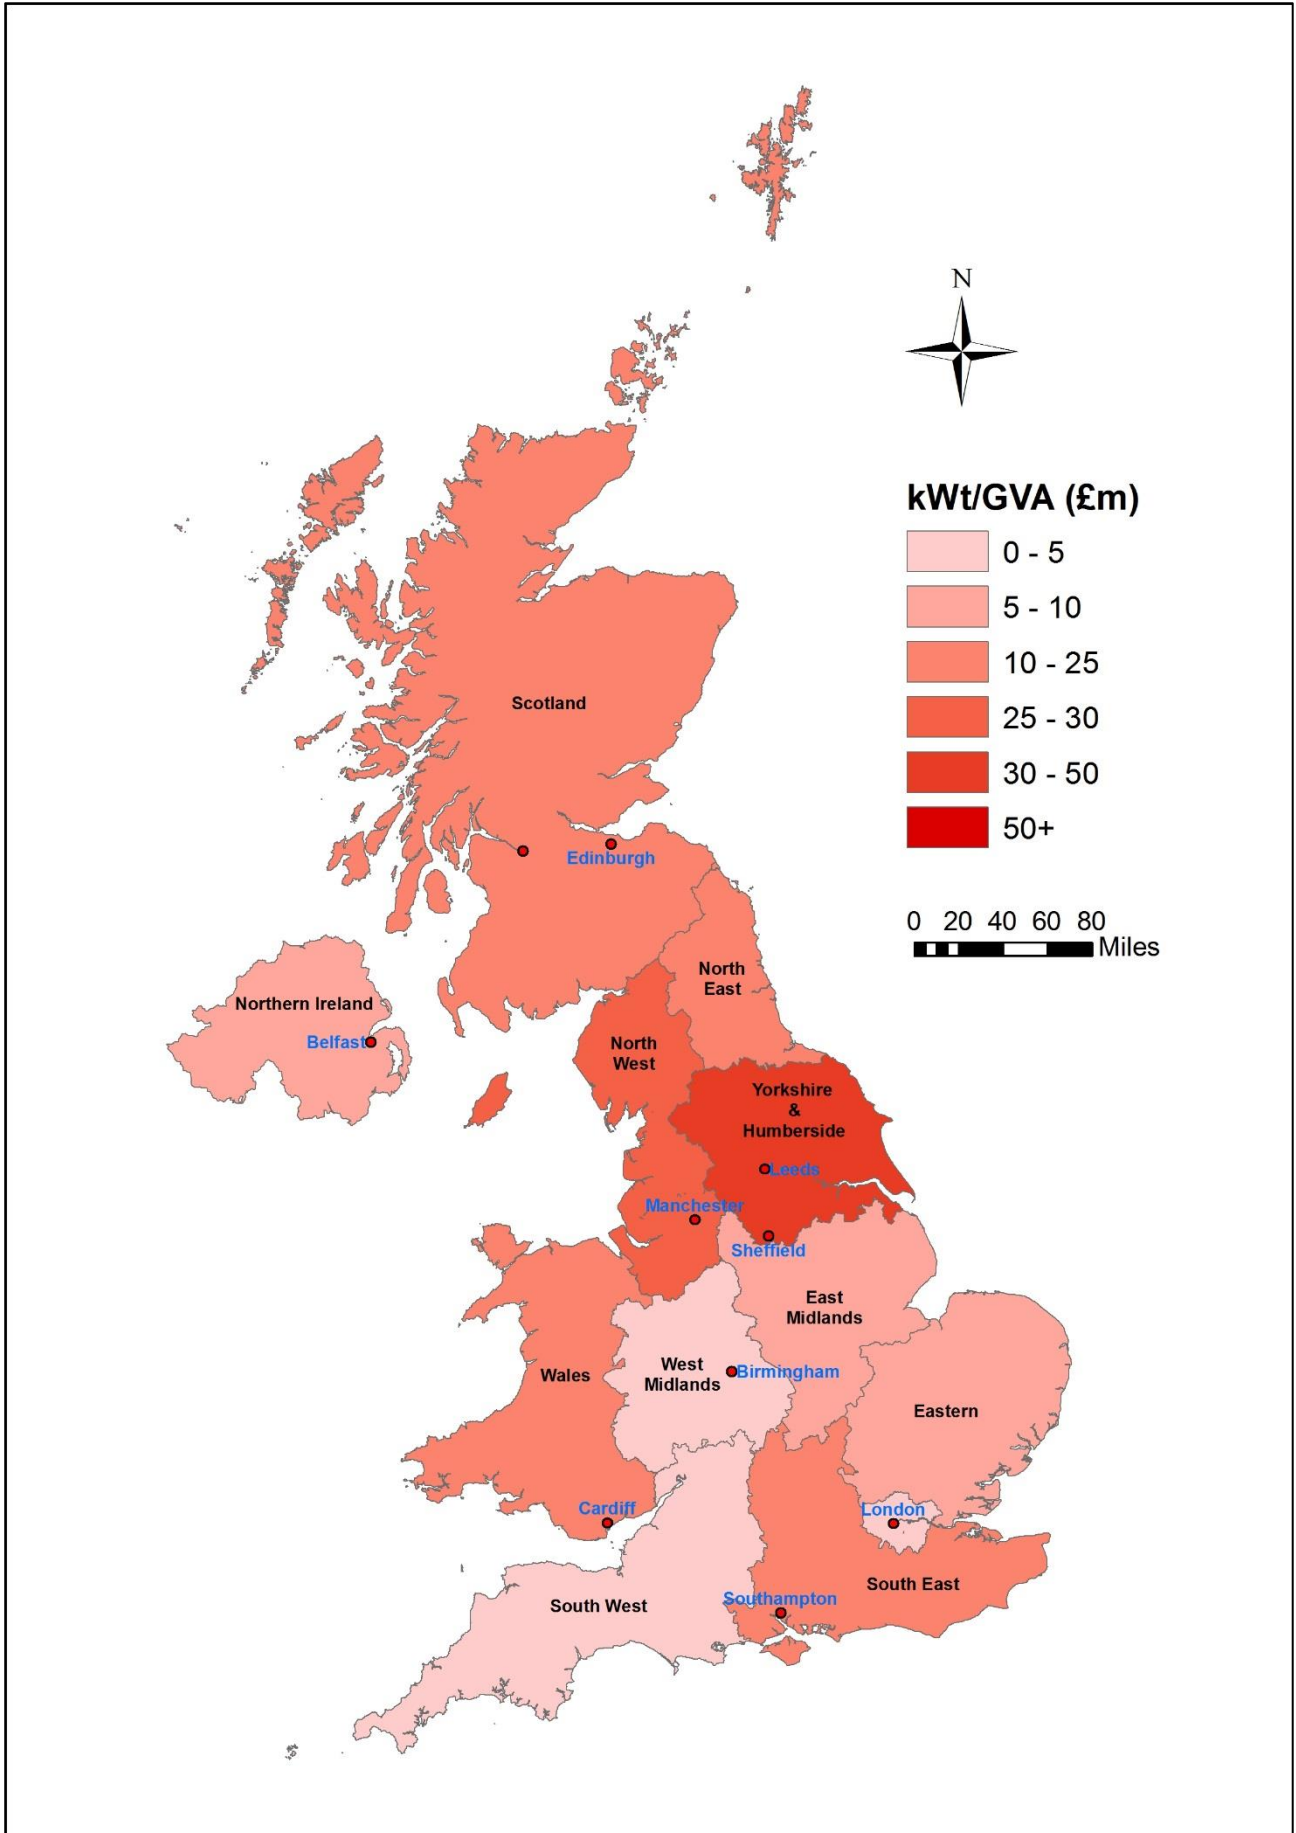 N
kWt/GVA (£m)
0 - 5
5 - 10
10 - 25
25 - 30
30 - 50
50+
0 20 40 60 80
Miles
Scotland
Edinburgh
North
East
Northern Ireland
Belfast
North
West
Yorkshire
&
Humberside
Leeds
Manchester
Sheffield
East
Midlands
West
Midlands
Birmingham
Wales
Eastern
Cardiff
London
South East
South West
Southampton